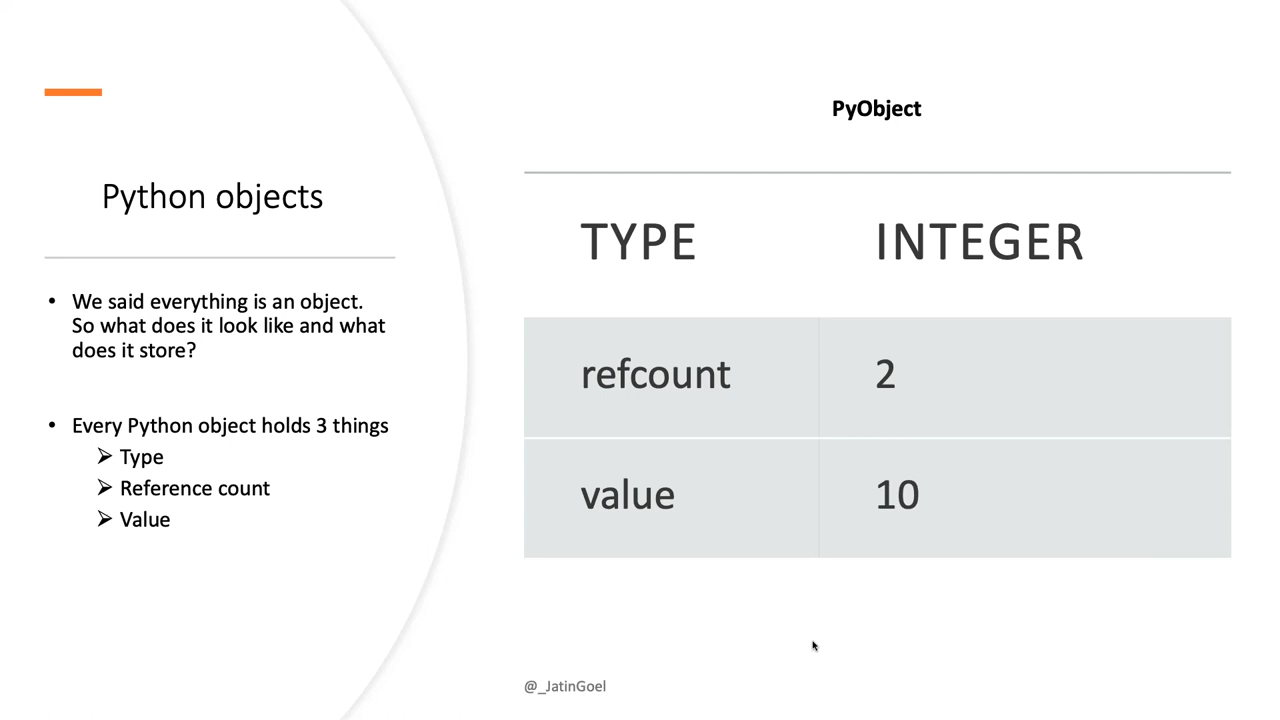 Python objects
• We said everything is an object.
So what does it look like and what
does it store?
• Every Python object holds 3 things
➢ Type
➢ Reference count
➢ Value
PyObject
TYPE INTEGER
refcount 2
value 10
@_JatinGoel